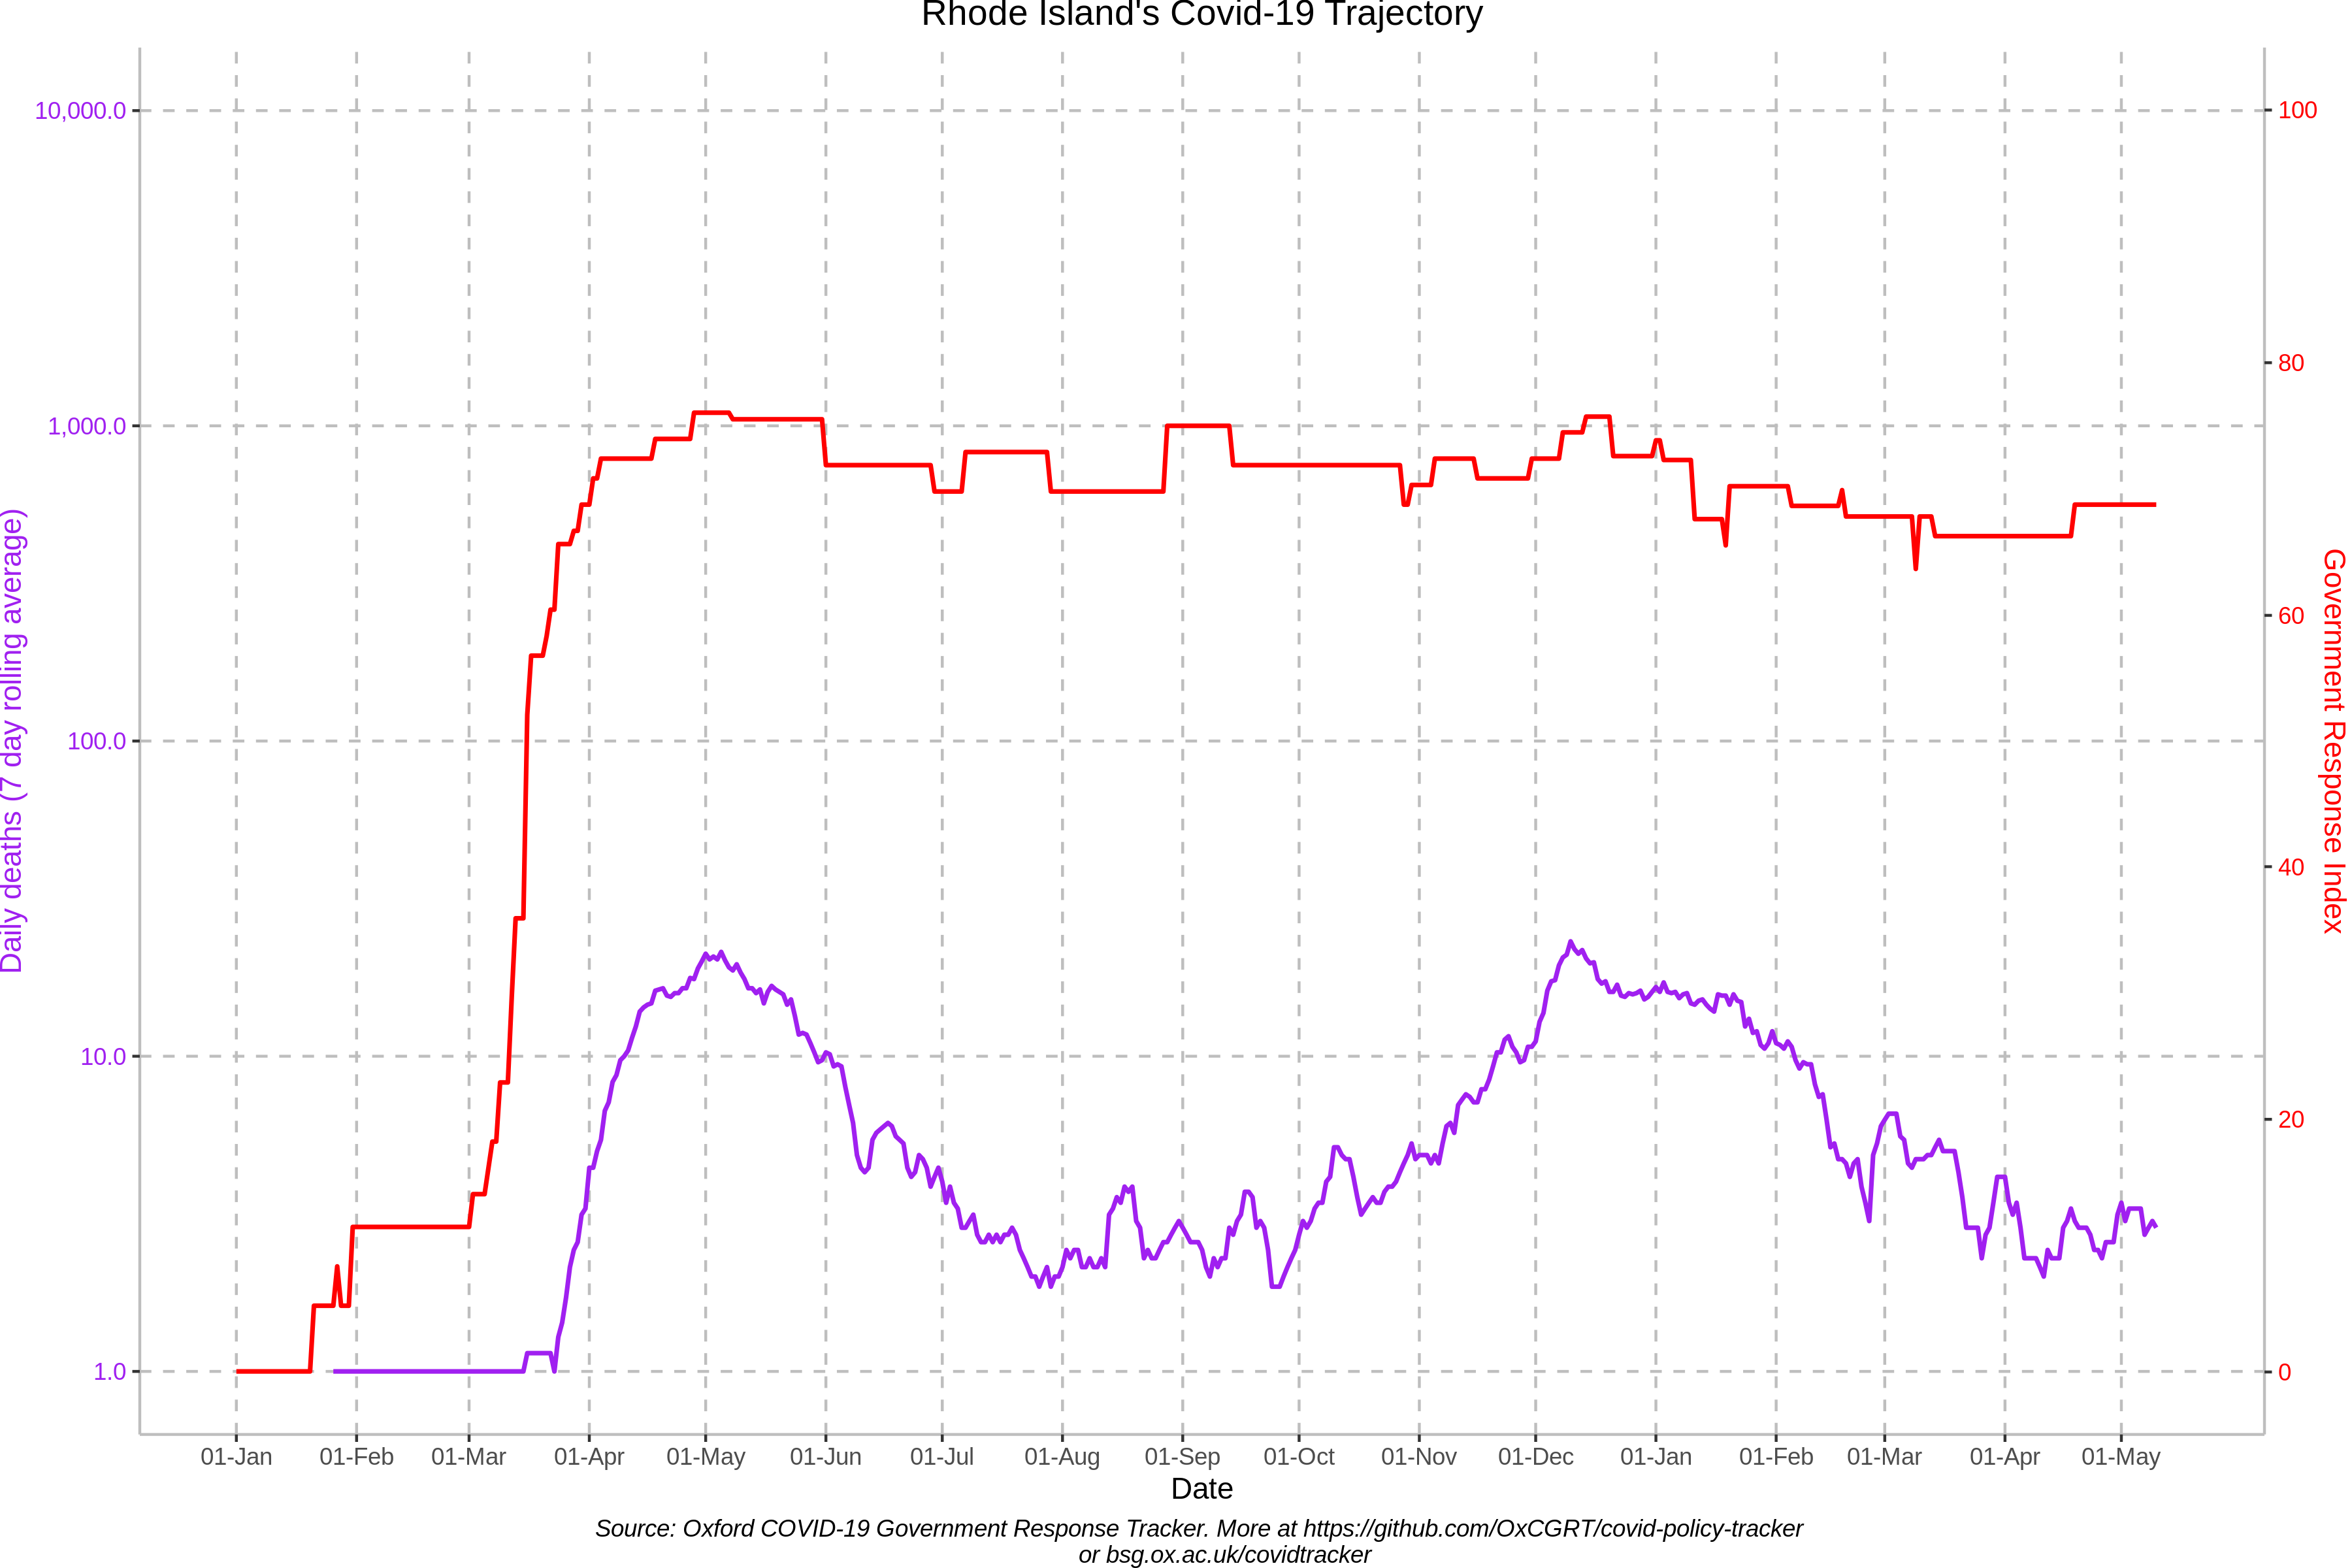 Rhode Island's Covid-19 Trajectory
10,000.0
1,000.0
100.0
10.0
1.0
Daily deaths (7 day rolling average)
100
80
60
40
20
0
Government Response Index
01-Jan 01-Feb 01-Mar 01-Apr 01-May 01-Jun 01-Jul 01-Aug 01-Sep 01-Oct 01-Nov 01-Dec 01-Jan 01-Feb 01-Mar 01-Apr 01-May
Date
Source: Oxford COVID-19 Government Response Tracker. More at https://github.com/OxCGRT/covid-policy-tracker
or bsg.ox.ac.uk/covidtracker